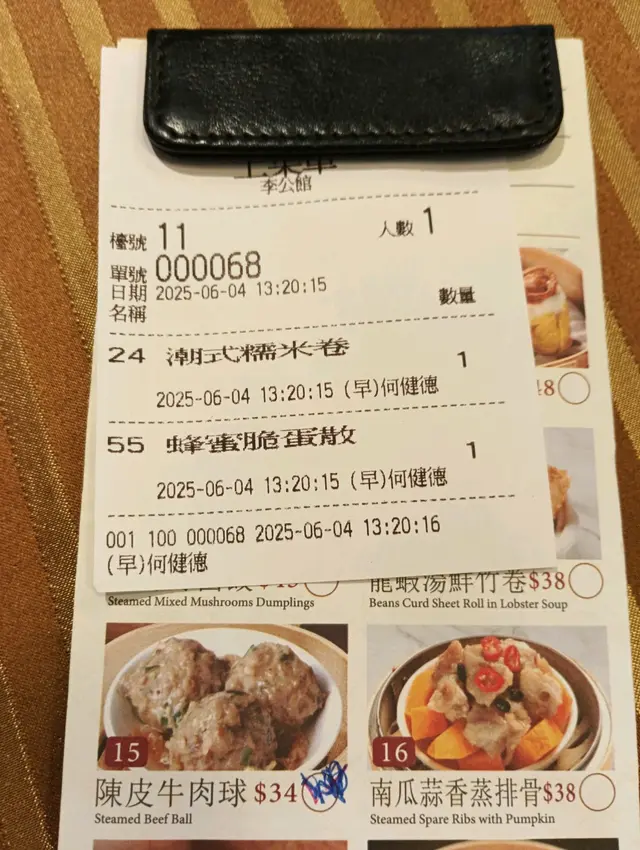 李公館
檯號 11 人數 1
單號 000068
日期 2025-06-04 13:20:15
名稱 數量
24 潮式糯米卷 1
2025-06-04 13:20:15 (早)何健德
55 蜂蜜脆蛋散 1
2025-06-04 13:20:15 (早)何健德
001 100 000068 2025-06-04 13:20:16
(早)何健德
Steamed Mixed Mushrooms Dumplings
龍蝦湯鮮竹卷 $38
Beans Curd Sheet Roll in Lobster Soup
15
陳皮牛肉球 $34
Steamed Beef Ball
16
南瓜蒜香蒸排骨 $38
Steamed Spare Ribs with Pumpkin